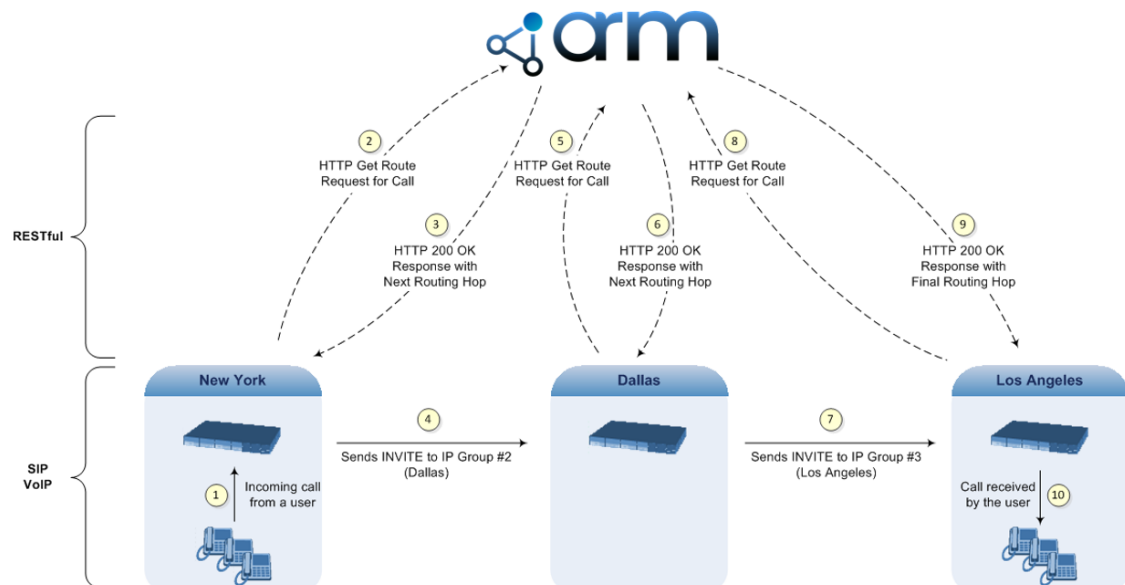 arm
2
5
8
HTTP Get Route
Request for Call
HTTP Get Route
Request for Call
HTTP Get Route
Request for Call
RESTful
3
6
9
HTTP 200 OK
Response with
Next Routing Hop
HTTP 200 OK
Response with
Next Routing Hop
HTTP 200 OK
Response with
Final Routing Hop
New York
Dallas
Los Angeles
4
7
Sends INVITE to IP Group #2
(Dallas)
Sends INVITE to IP Group #3
(Los Angeles)
SIP
VoIP
1
Incoming call
from a user
Call received
by the user
10